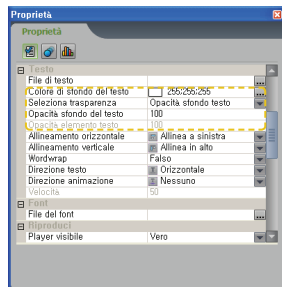 Proprietà
Proprietà
Testo
File di testo ...
Colore di sfondo del testo 255:255:255 ...
Seleziona trasparenza Opacità sfondo testo
Opacità sfondo del testo 100
Opacità elemento testo 100
Allineamento orizzontale Allinea a sinistra
Allineamento verticale Allinea in alto
Wordwrap Falso
Direzione testo Orizzontale
Direzione animazione Nessuno
Velocità 50
Font
File del font ...
Riproduci
Player visibile Vero